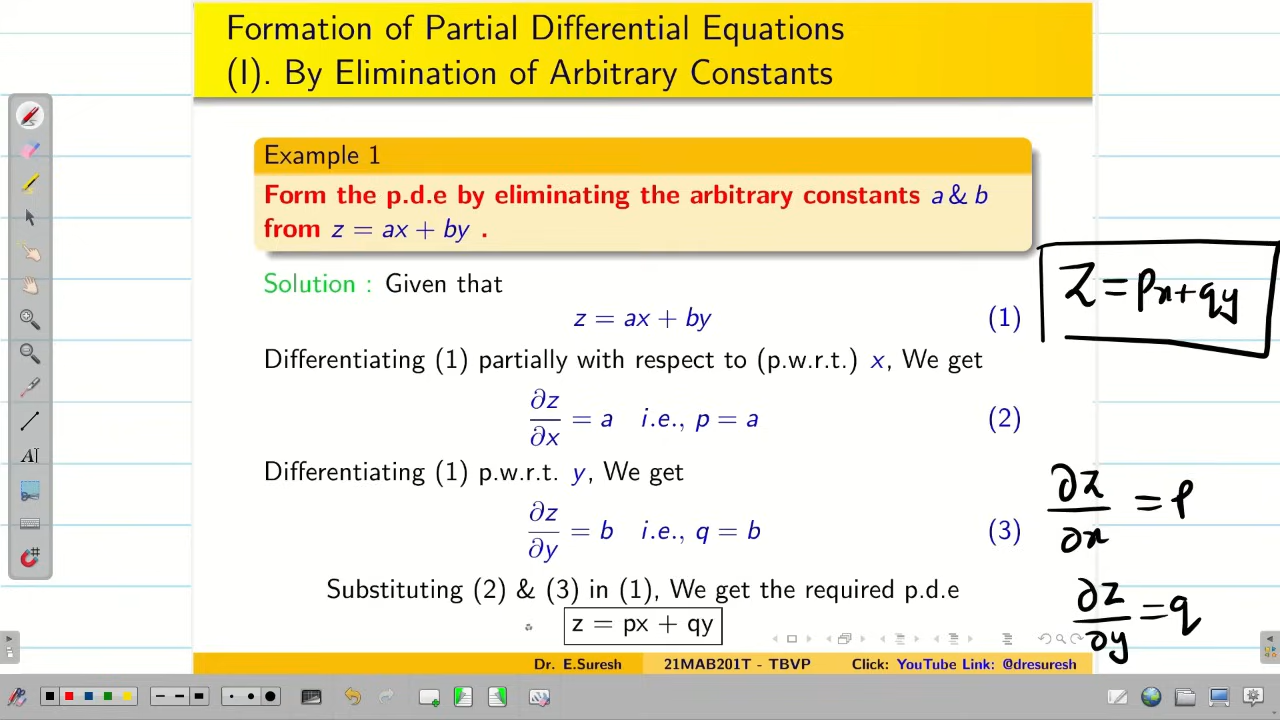 Formation of Partial Differential Equations
(I). By Elimination of Arbitrary Constants
Example 1
Form the p.d.e by eliminating the arbitrary constants a & b
from z = ax + by .
Solution : Given that
z = ax + by (1)
Z = px+qy
Differentiating (1) partially with respect to (p.w.r.t.) x, We get
∂z/∂x = a i.e., p = a (2)
Differentiating (1) p.w.r.t. y, We get
∂z/∂x = p
∂z/∂y = b i.e., q = b (3)
Substituting (2) & (3) in (1), We get the required p.d.e
∂z/∂y = q
z = px + qy
Dr. E.Suresh 21MAB201T - TBVP Click: YouTube Link: @dresuresh